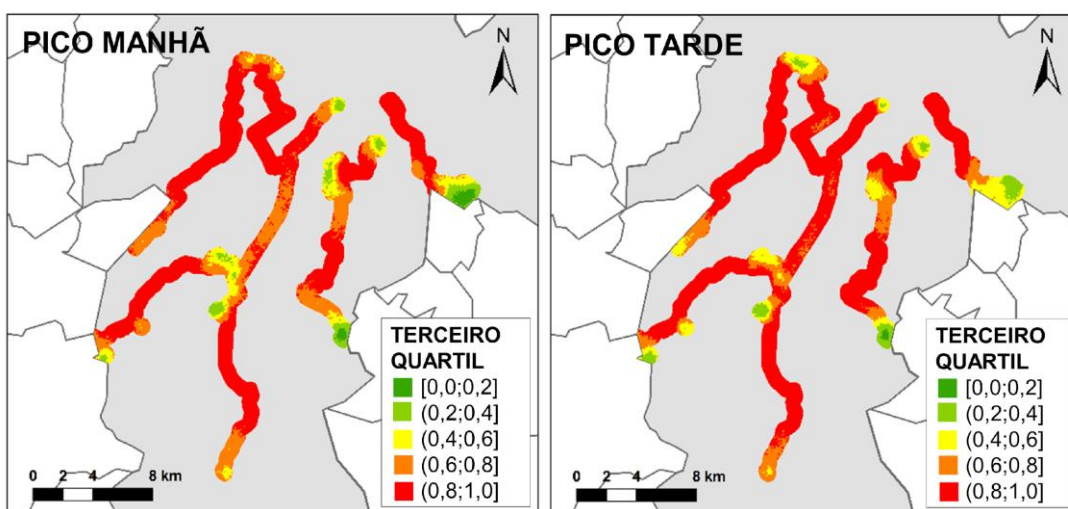 PICO MANHÃ
N
TERCEIRO
QUARTIL
[0,0;0,2]
(0,2;0,4]
(0,4;0,6]
(0,6;0,8]
(0,8;1,0]
0 2 4 8 km
PICO TARDE
N
TERCEIRO
QUARTIL
[0,0;0,2]
(0,2;0,4]
(0,4;0,6]
(0,6;0,8]
(0,8;1,0]
0 2 4 8 km